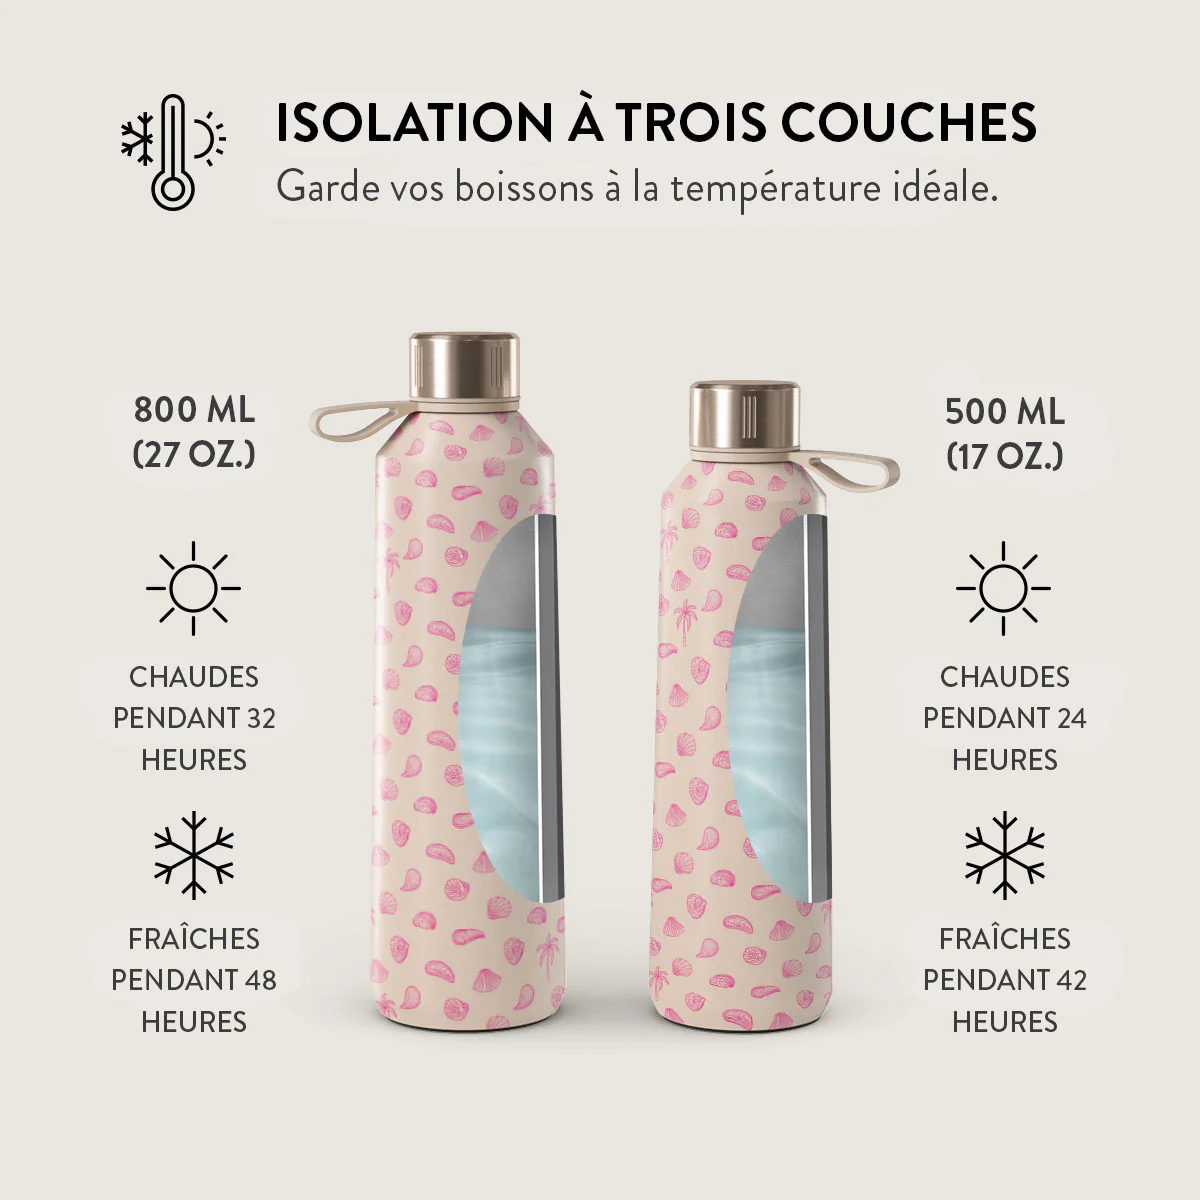 ISOLATION À TROIS COUCHES
Garde vos boissons à la température idéale.
800 ML
(27 OZ.)
CHAUDES
PENDANT 32
HEURES
FRAÎCHES
PENDANT 48
HEURES
500 ML
(17 OZ.)
CHAUDES
PENDANT 24
HEURES
FRAÎCHES
PENDANT 42
HEURES